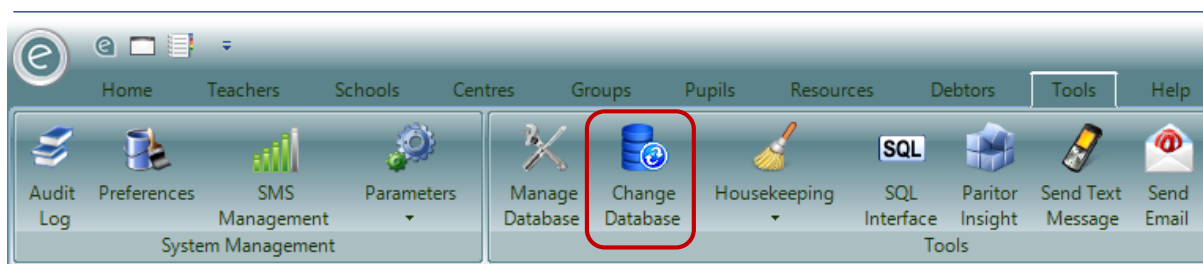 Home Teachers Schools Centres Groups Pupils Resources Debtors Tools Help
SQL
Audit Preferences SMS Parameters Manage Change Housekeeping SQL Paritor Send Text Send
Log Management Database Database Interface Insight Message Email
System Management Tools